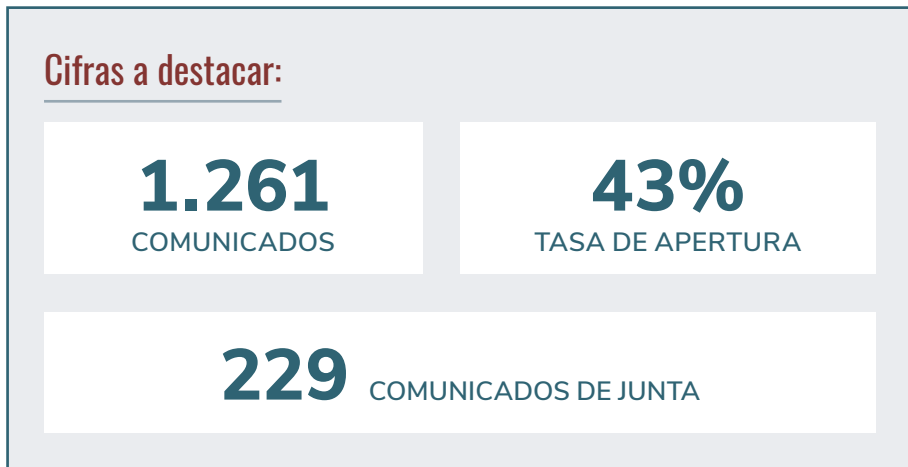 Cifras a destacar:
1.261
COMUNICADOS
43%
TASA DE APERTURA
229 COMUNICADOS DE JUNTA